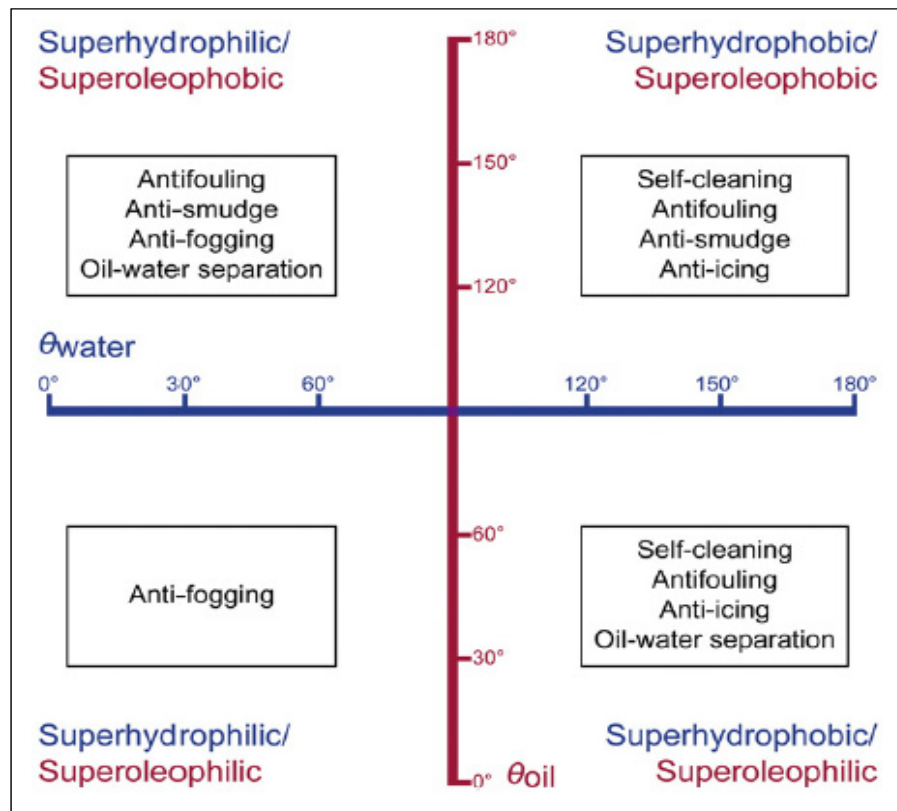 Superhydrophilic/
Superoleophobic
180°
Superhydrophobic/
Superoleophobic
150°
Antifouling
Anti-smudge
Anti-fogging
Oil-water separation
Self-cleaning
Antifouling
Anti-smudge
Anti-icing
120°
θwater
0°
30°
60°
120°
150°
180°
60°
Anti-fogging
Self-cleaning
Antifouling
Anti-icing
Oil-water separation
30°
Superhydrophilic/
Superoleophilic
0°
θoil
Superhydrophobic/
Superoleophilic